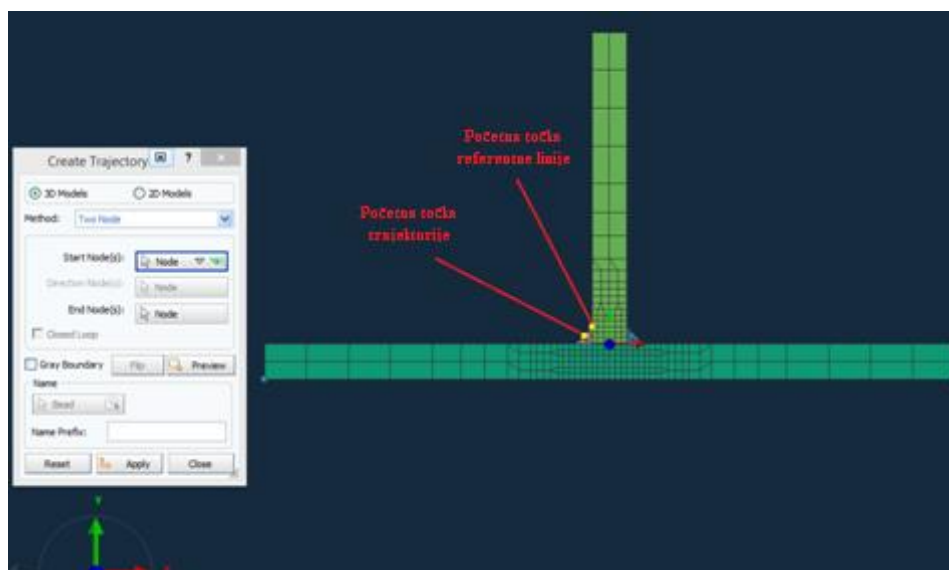 Create Trajectory
?
3D Models
2D Models
Method:
Two Node
Start Node(s):
Node
Direction Node(s):
Node
End Node(s):
Node
Closed Loop
Gray Boundary
Flip
Preview
Name
Bead
Name Prefix:
Reset
Apply
Close
Početna točka
referentne linije
Početna točka
trajektorije
Y